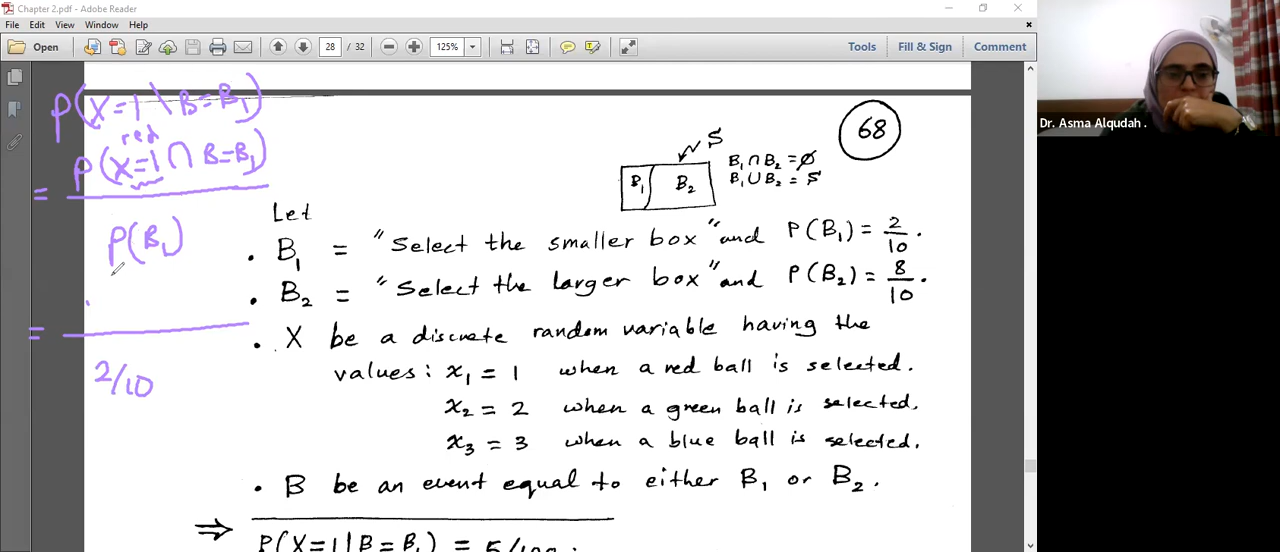 Chapter 2.pdf - Adobe Reader
File Edit View Window Help
Open 28 / 32 125% Tools Fill & Sign Comment
Dr. Asma Alqudah .
P(X=1 \ B=B1)
red
= P(X=1 ∩ B=B1)
P(B1)
=
2/10
68
S
B1 B2
B1 ∩ B2 = ∅
B1 ∪ B2 = S
Let
. B1 = "Select the smaller box" and P(B1) = 2/10 .
. B2 = "Select the larger box" and P(B2) = 8/10 .
. X be a discrete random variable having the
values : x1 = 1 when a red ball is selected.
x2 = 2 when a green ball is selected.
x3 = 3 when a blue ball is selected.
. B be an event equal to either B1 or B2 .
⇒ P(X=1 | B = B1) =